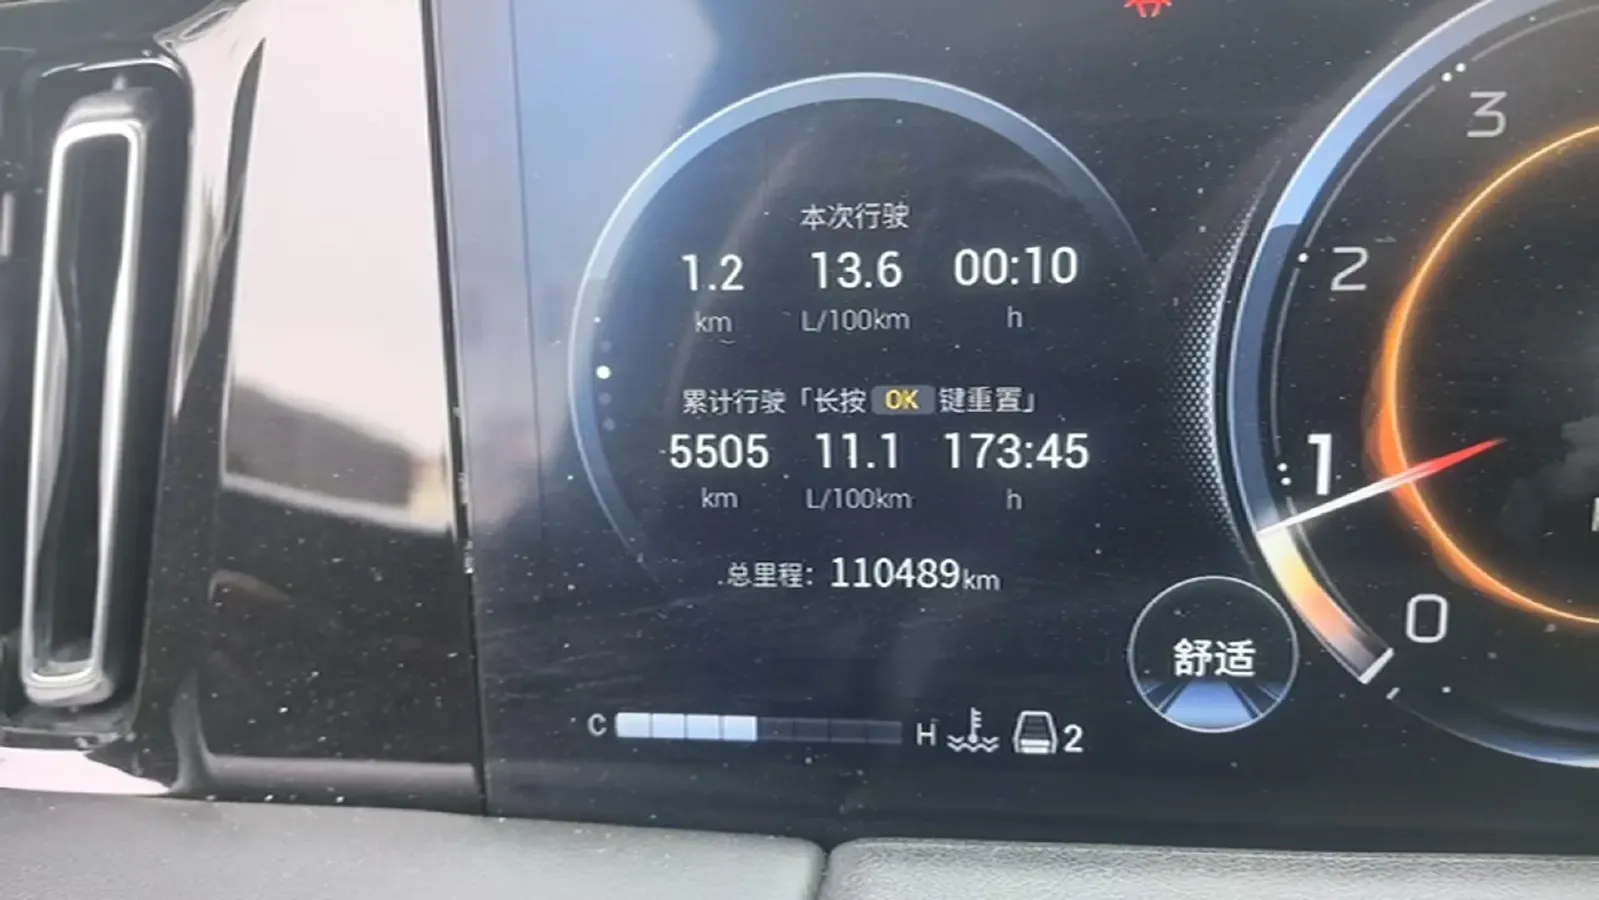 本次行驶
1.2 13.6 00:10
km L/100km h
累计行驶「长按 OK 键重置」
5505 11.1 173:45
km L/100km h
总里程：110489km
舒适
C H 2
3
2
1
0